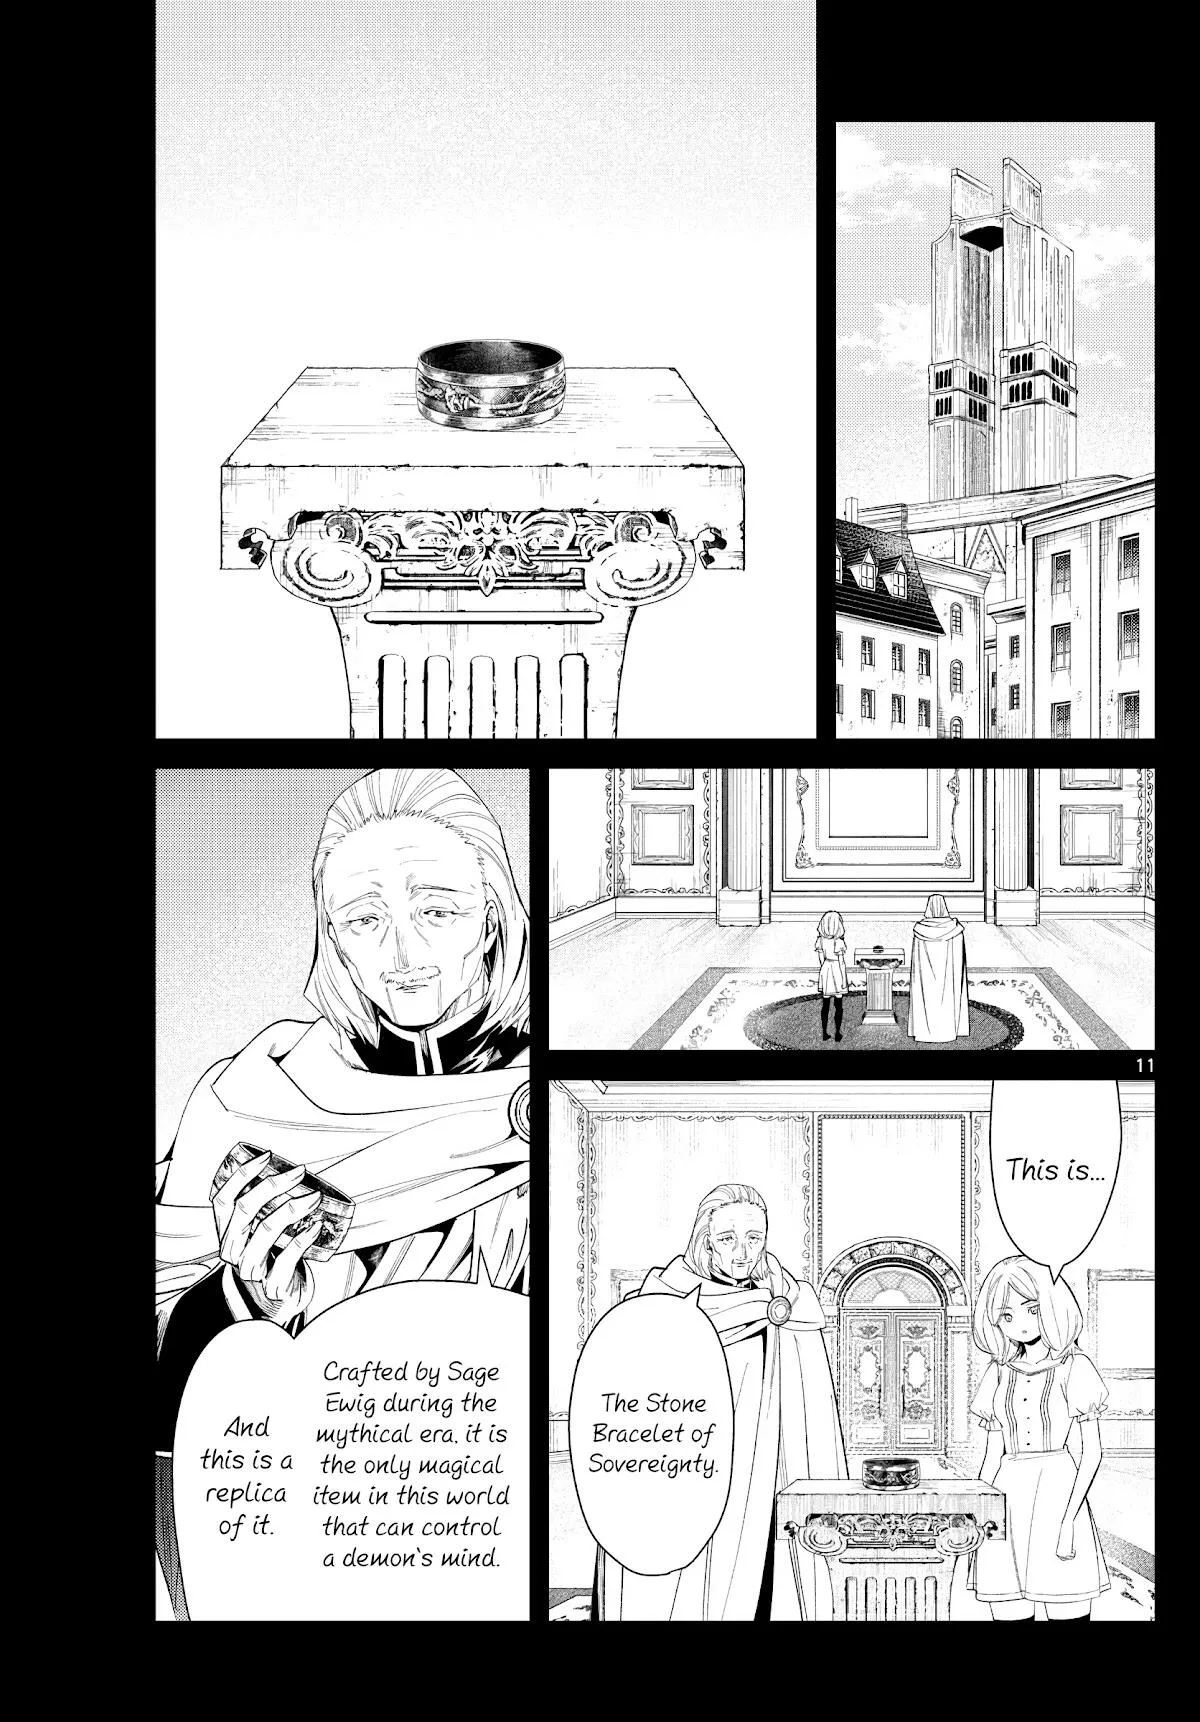 11
This is...
The Stone
Bracelet of
Sovereignty.
Crafted by Sage
Ewig during the
mythical era, it is
the only magical
item in this world
that can control
a demon`s mind.
And
this is a
replica
of it.